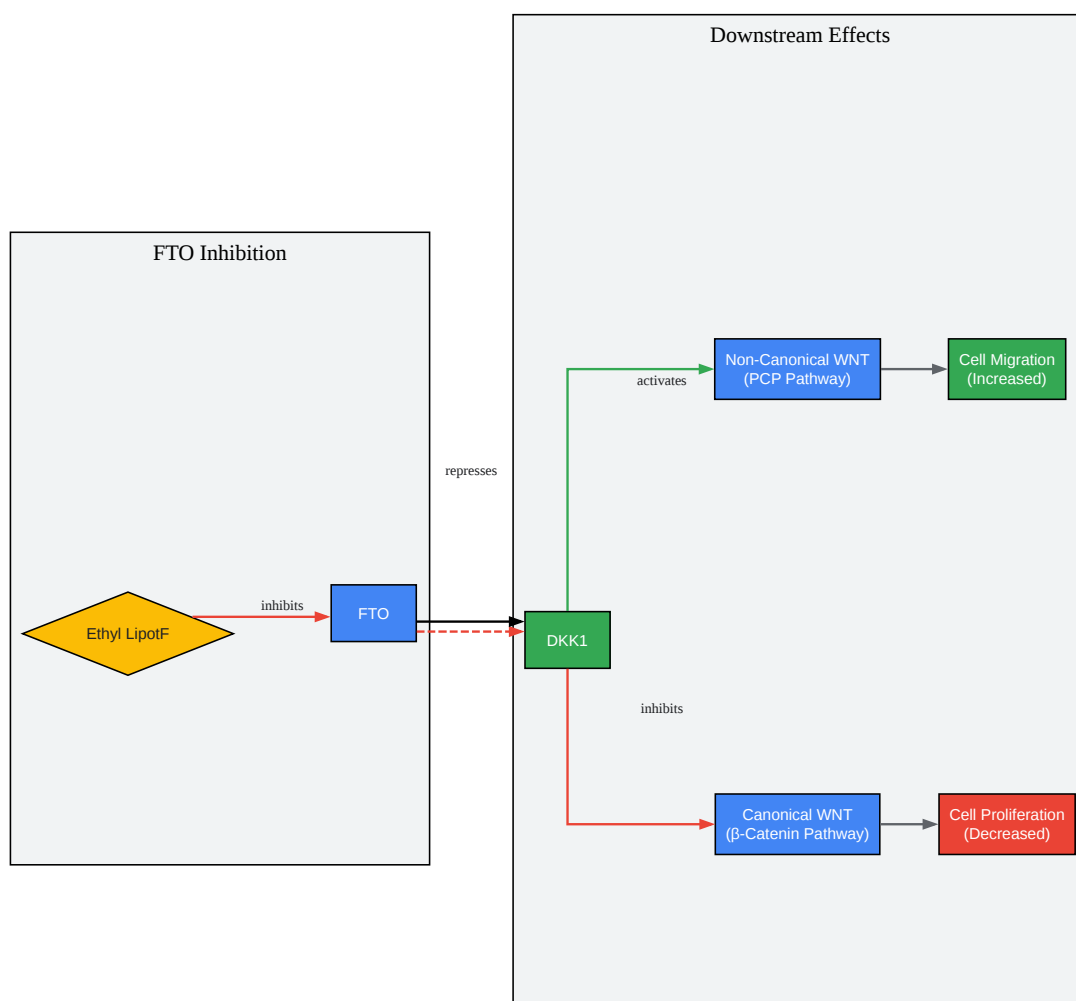 Downstream Effects
FTO Inhibition
Non-Canonical WNT
(PCP Pathway)
Cell Migration
(Increased)
activates
represses
inhibits
FTO
Ethyl LipotF
DKK1
inhibits
Canonical WNT
(β-Catenin Pathway)
Cell Proliferation
(Decreased)